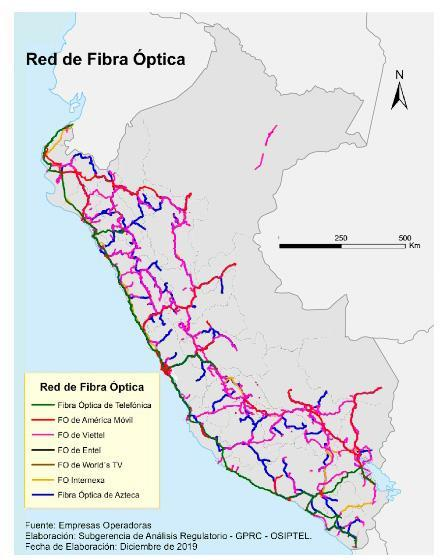 Red de Fibra Óptica
N
250
500
Km
Red de Fibra Óptica
Fibra Óptica de Telefónica
FO de América Móvil
FO de Viettel
FO de Entel
FO de World´s TV
FO Internexa
Fibra Óptica de Azteca
Fuente: Empresas Operadoras
Elaboración: Subgerencia de Análisis Regulatorio - GPRC - OSIPTEL.
Fecha de Elaboración: Diciembre de 2019